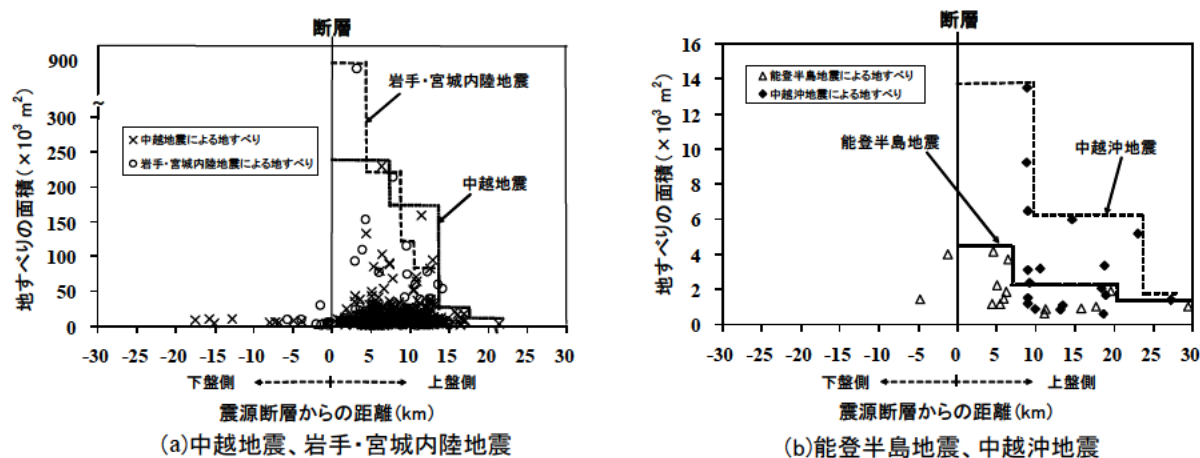 断層
900
300
250
200
150
100
50
0
地すべりの面積(×10³ m²)
×中越地震による地すべり
○岩手・宮城内陸地震による地すべり
岩手・宮城内陸地震
中越地震
-30 -25 -20 -15 -10 -5 0 5 10 15 20 25 30
下盤側 上盤側
震源断層からの距離(km)
(a)中越地震、岩手・宮城内陸地震
断層
16
14
12
10
8
6
4
2
0
地すべりの面積(×10³ m²)
△能登半島地震による地すべり
◆中越沖地震による地すべり
能登半島地震
中越沖地震
-30 -25 -20 -15 -10 -5 0 5 10 15 20 25 30
下盤側 上盤側
震源断層からの距離(km)
(b)能登半島地震、中越沖地震